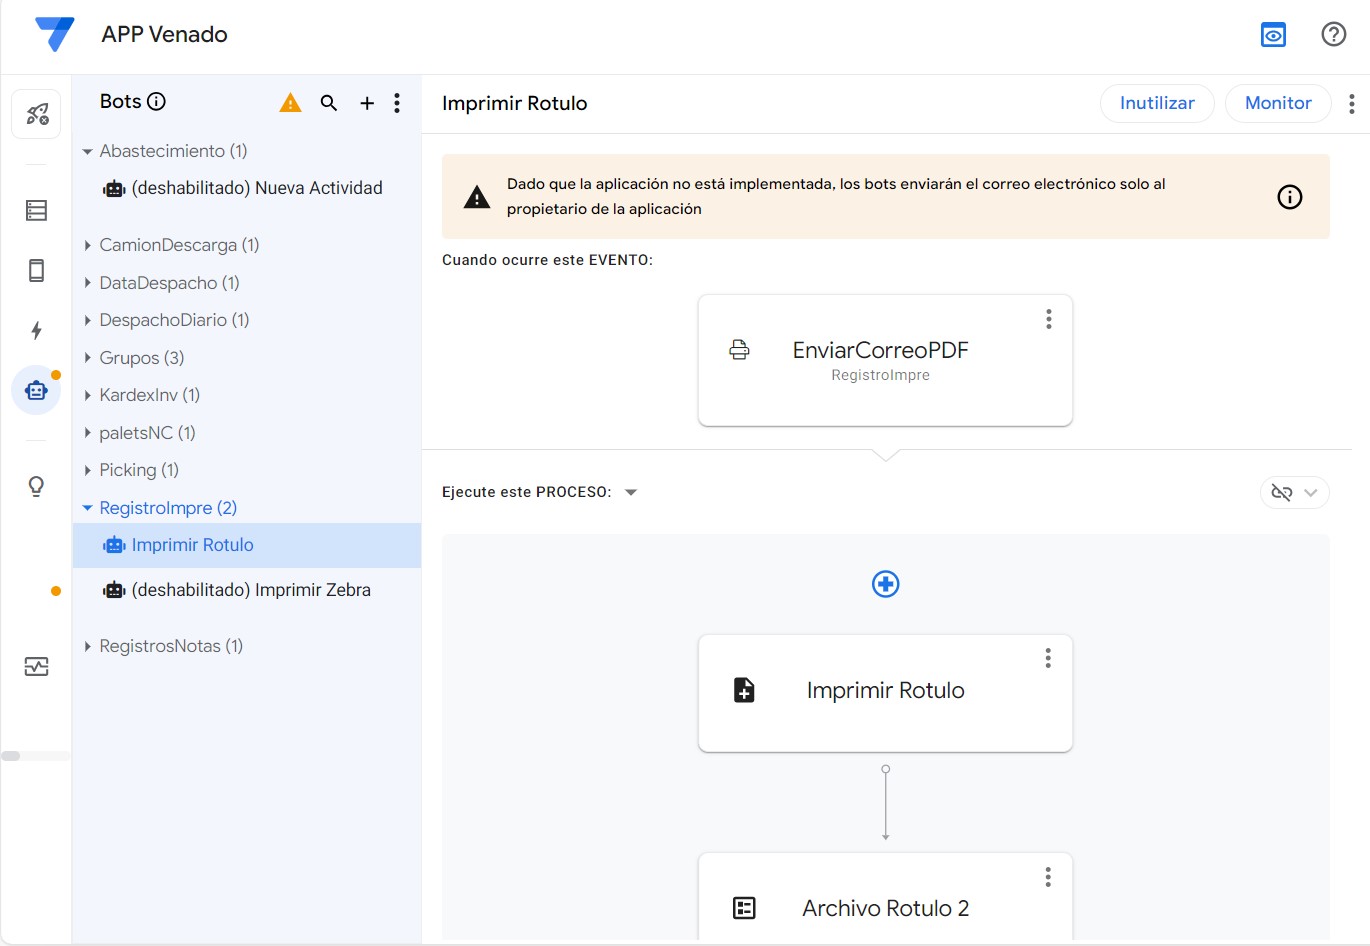 APP Venado
Bots
Abastecimiento (1)
(deshabilitado) Nueva Actividad
CamionDescarga (1)
DataDespacho (1)
DespachoDiario (1)
Grupos (3)
KardexInv (1)
paletsNC (1)
Picking (1)
RegistroImpre (2)
Imprimir Rotulo
(deshabilitado) Imprimir Zebra
RegistrosNotas (1)
Imprimir Rotulo
Inutilizar
Monitor
Dado que la aplicación no está implementada, los bots enviarán el correo electrónico solo al
propietario de la aplicación
Cuando ocurre este EVENTO:
EnviarCorreoPDF
RegistroImpre
Ejecute este PROCESO:
Imprimir Rotulo
Archivo Rotulo 2